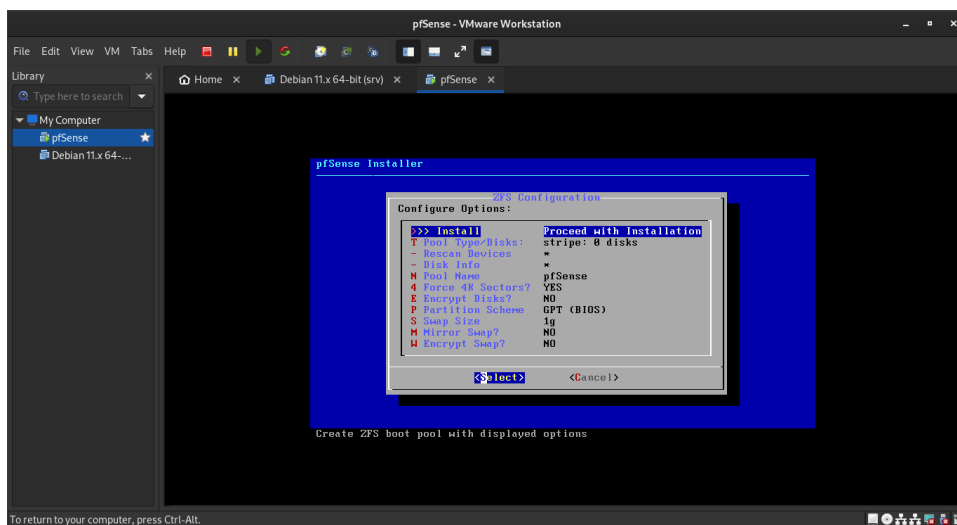 pfSense - VMware Workstation
File Edit View VM Tabs Help
Library
Type here to search
My Computer
pfSense
Debian 11.x 64-...
Home
Debian 11.x 64-bit (srv)
pfSense
pfSense Installer
ZFS Configuration
Configure Options:
>>> Install Proceed with Installation
T Pool Type/Disks: stripe: 0 disks
- Rescan Devices *
- Disk Info *
N Pool Name pfSense
4 Force 4K Sectors? YES
E Encrypt Disks? NO
P Partition Scheme GPT (BIOS)
S Swap Size 1g
M Mirror Swap? NO
W Encrypt Swap? NO
<Select> <Cancel>
Create ZFS boot pool with displayed options
To return to your computer, press Ctrl-Alt.